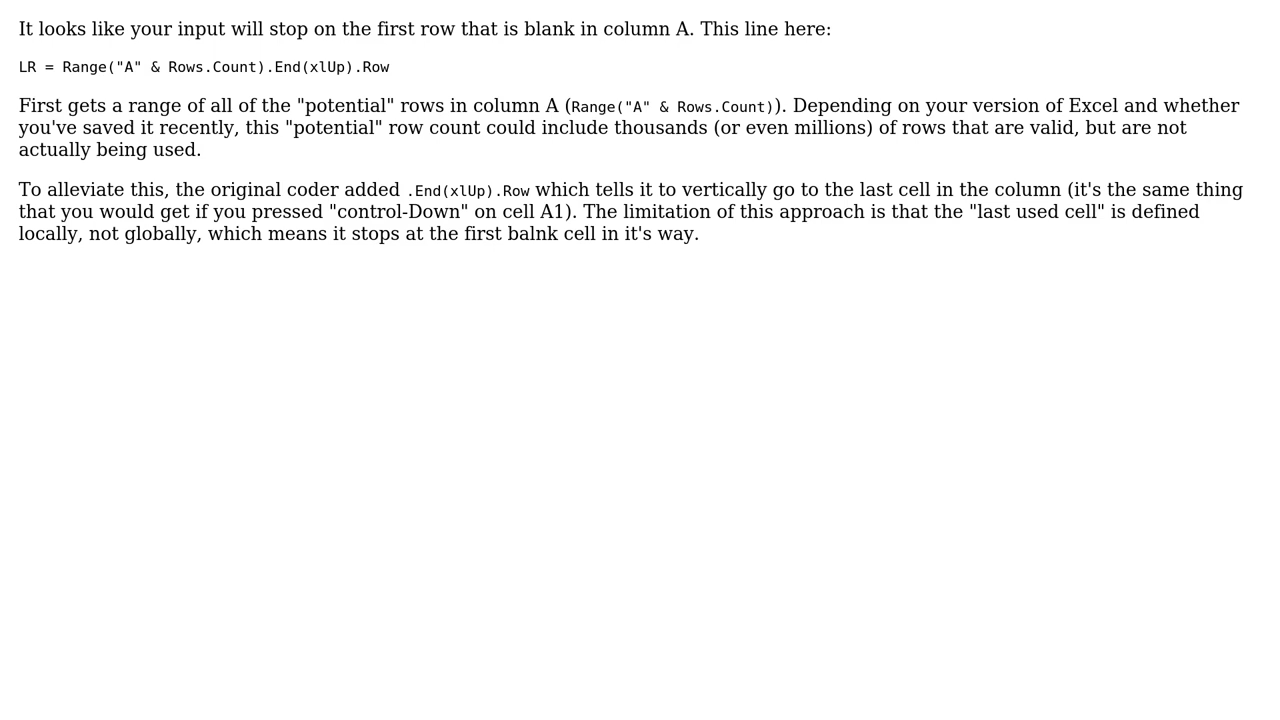 It looks like your input will stop on the first row that is blank in column A. This line here:
LR = Range("A" & Rows.Count).End(xlUp).Row
First gets a range of all of the "potential" rows in column A (Range("A" & Rows.Count)). Depending on your version of Excel and whether
you've saved it recently, this "potential" row count could include thousands (or even millions) of rows that are valid, but are not
actually being used.
To alleviate this, the original coder added .End(xlUp).Row which tells it to vertically go to the last cell in the column (it's the same thing
that you would get if you pressed "control-Down" on cell A1). The limitation of this approach is that the "last used cell" is defined
locally, not globally, which means it stops at the first balnk cell in it's way.